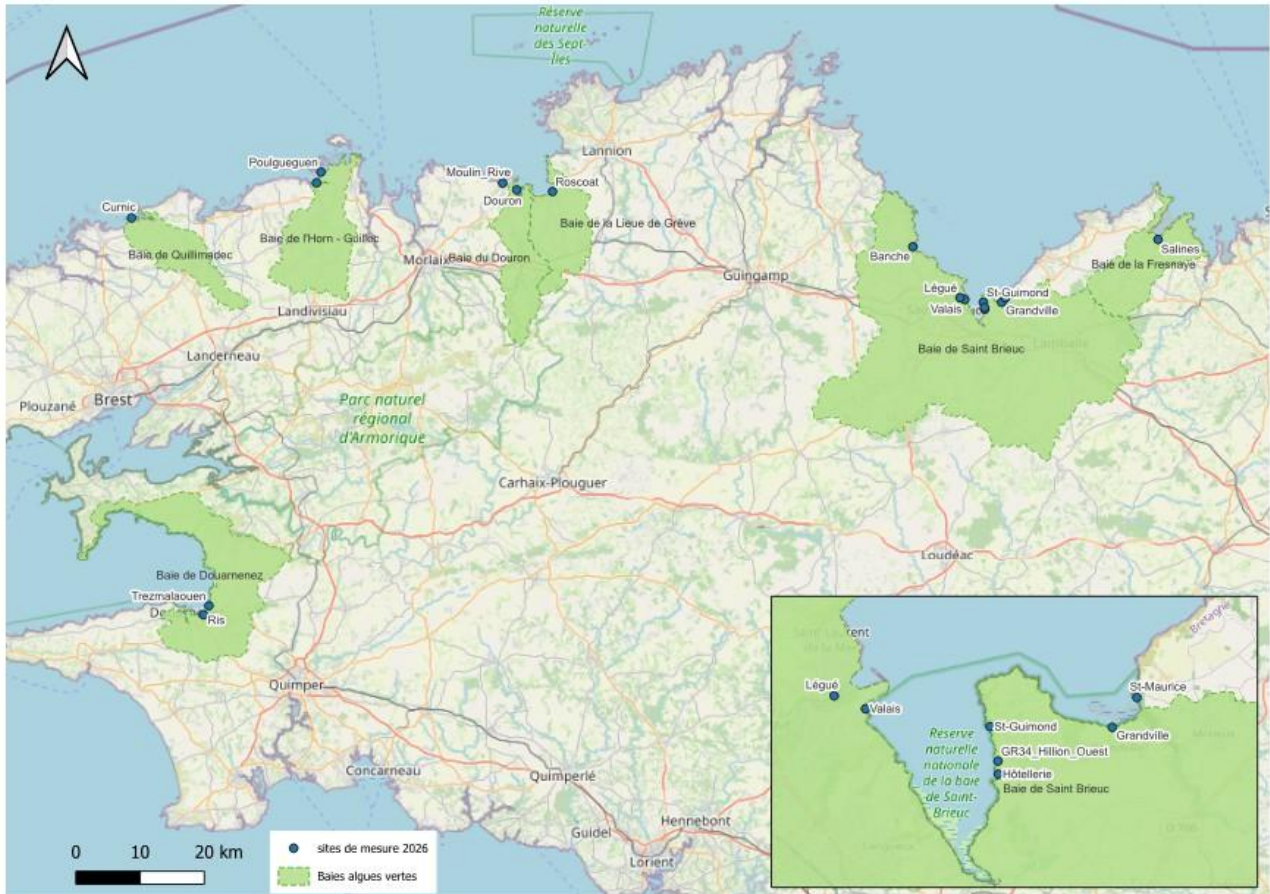 Réserve
naturelle
des Sept-
Îles
Lannion
Poulgueguen
Moulin_Rive
Roscoat
Douron
Curnic
Baie de la Lieue de Grève
Baie de l'Horn - Guillec
Baie de Quillimadec
Morlaix
Baie du Douron
Guingamp
Banche
Salines
Baie de la Fresnaye
Légué
St-Guimond
Valais
Grandville
Landivisiau
Baie de Saint Brieuc
Lamballe
Landerneau
Brest
Plouzané
Parc naturel
régional
d'Armorique
Carhaix-Plouguer
Loudéac
Baie de Douarnenez
Trezmalaouen
Ris
Quimper
Concarneau
Quimperlé
Guidel
Hennebont
Lorient
Bretagne
Légué
Valais
St-Maurice
St-Guimond
Grandville
Réserve
naturelle
nationale
de la baie
de Saint-
Brieuc
GR34_Hillion_Ouest
Hôtellerie
Baie de Saint Brieuc
0 10 20 km
sites de mesure 2026
Baies algues vertes